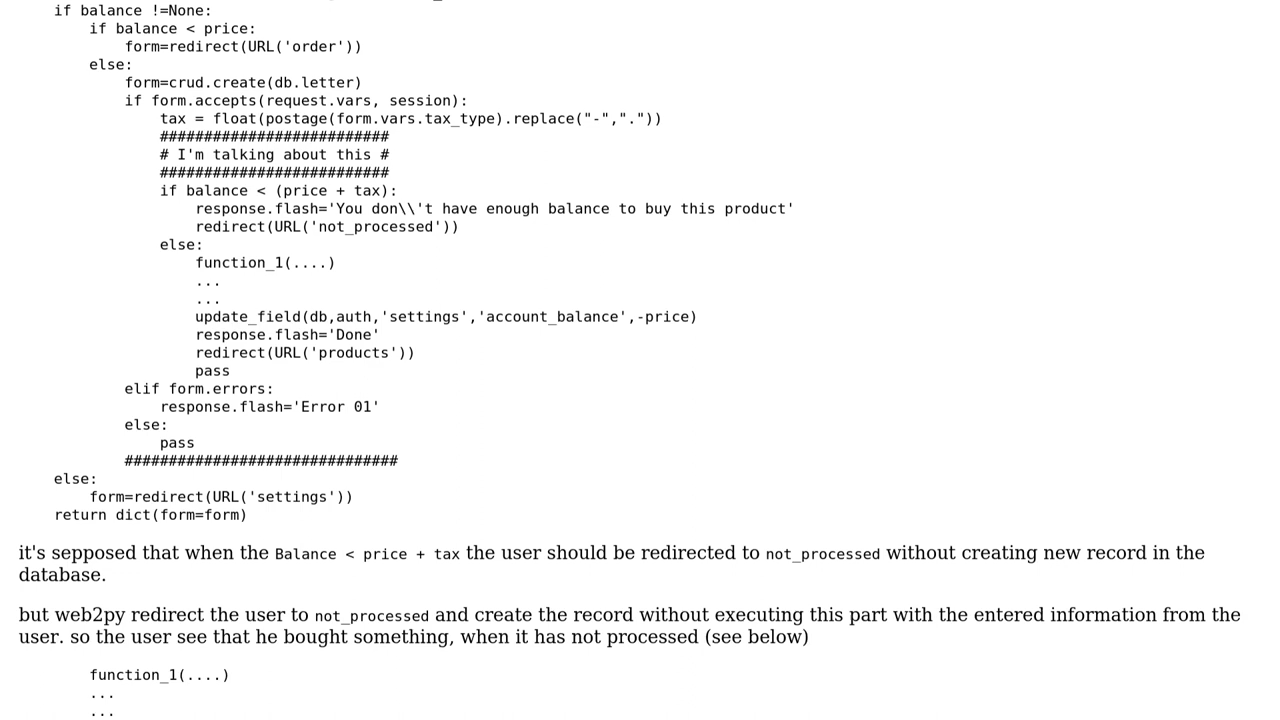 if balance !=None:
if balance < price:
form=redirect(URL('order'))
else:
form=crud.create(db.letter)
if form.accepts(request.vars, session):
tax = float(postage(form.vars.tax_type).replace("-","."))
##########################
# I'm talking about this #
##########################
if balance < (price + tax):
response.flash='You don\\'t have enough balance to buy this product'
redirect(URL('not_processed'))
else:
function_1(....)
...
...
update_field(db,auth,'settings','account_balance',-price)
response.flash='Done'
redirect(URL('products'))
pass
elif form.errors:
response.flash='Error 01'
else:
pass
###############################
else:
form=redirect(URL('settings'))
return dict(form=form)
it's sepposed that when the Balance < price + tax the user should be redirected to not_processed without creating new record in the
database.
but web2py redirect the user to not_processed and create the record without executing this part with the entered information from the
user. so the user see that he bought something, when it has not processed (see below)
function_1(....)
...
...